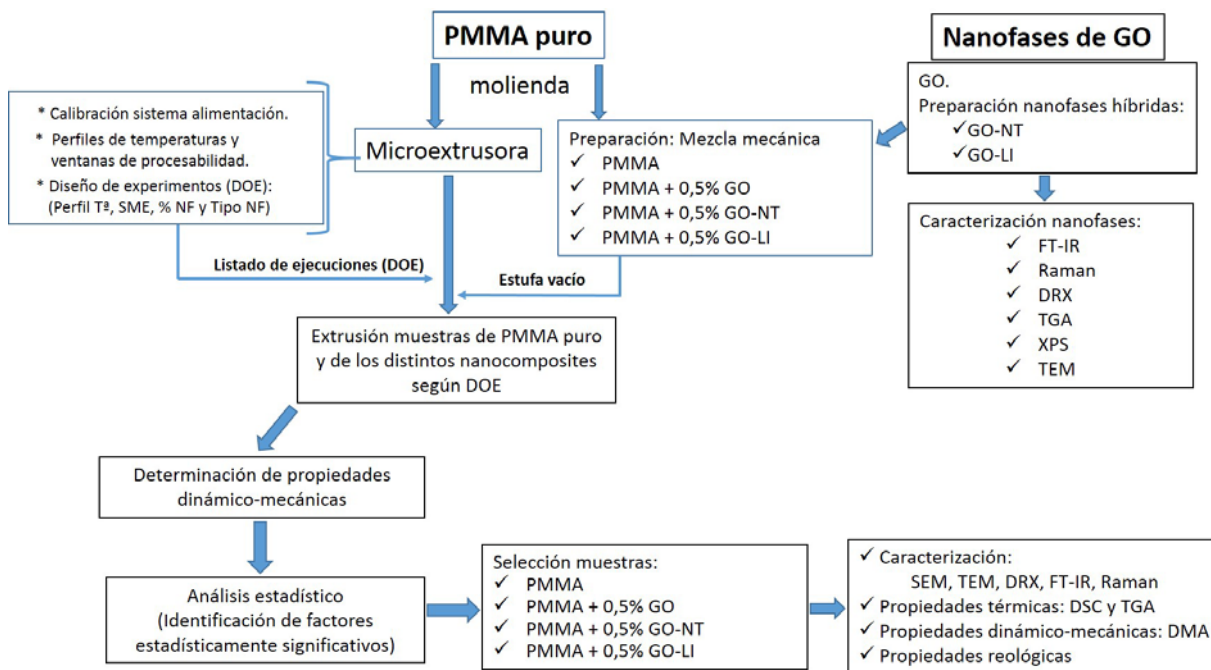 PMMA puro
molienda
Nanofases de GO
GO.
Preparación nanofases híbridas:
✓GO-NT
✓GO-LI
* Calibración sistema alimentación.
* Perfiles de temperaturas y
ventanas de procesabilidad.
* Diseño de experimentos (DOE):
(Perfil Tª, SME, % NF y Tipo NF)
Microextrusora
Preparación: Mezcla mecánica
✓ PMMA
✓ PMMA + 0,5% GO
✓ PMMA + 0,5% GO-NT
✓ PMMA + 0,5% GO-LI
Caracterización nanofases:
✓ FT-IR
✓ Raman
✓ DRX
✓ TGA
✓ XPS
✓ TEM
Listado de ejecuciones (DOE)
Estufa vacío
Extrusión muestras de PMMA puro
y de los distintos nanocomposites
según DOE
Determinación de propiedades
dinámico-mecánicas
Análisis estadístico
(Identificación de factores
estadísticamente significativos)
Selección muestras:
✓ PMMA
✓ PMMA + 0,5% GO
✓ PMMA + 0,5% GO-NT
✓ PMMA + 0,5% GO-LI
✓ Caracterización:
SEM, TEM, DRX, FT-IR, Raman
✓ Propiedades térmicas: DSC y TGA
✓ Propiedades dinámico-mecánicas: DMA
✓ Propiedades reológicas